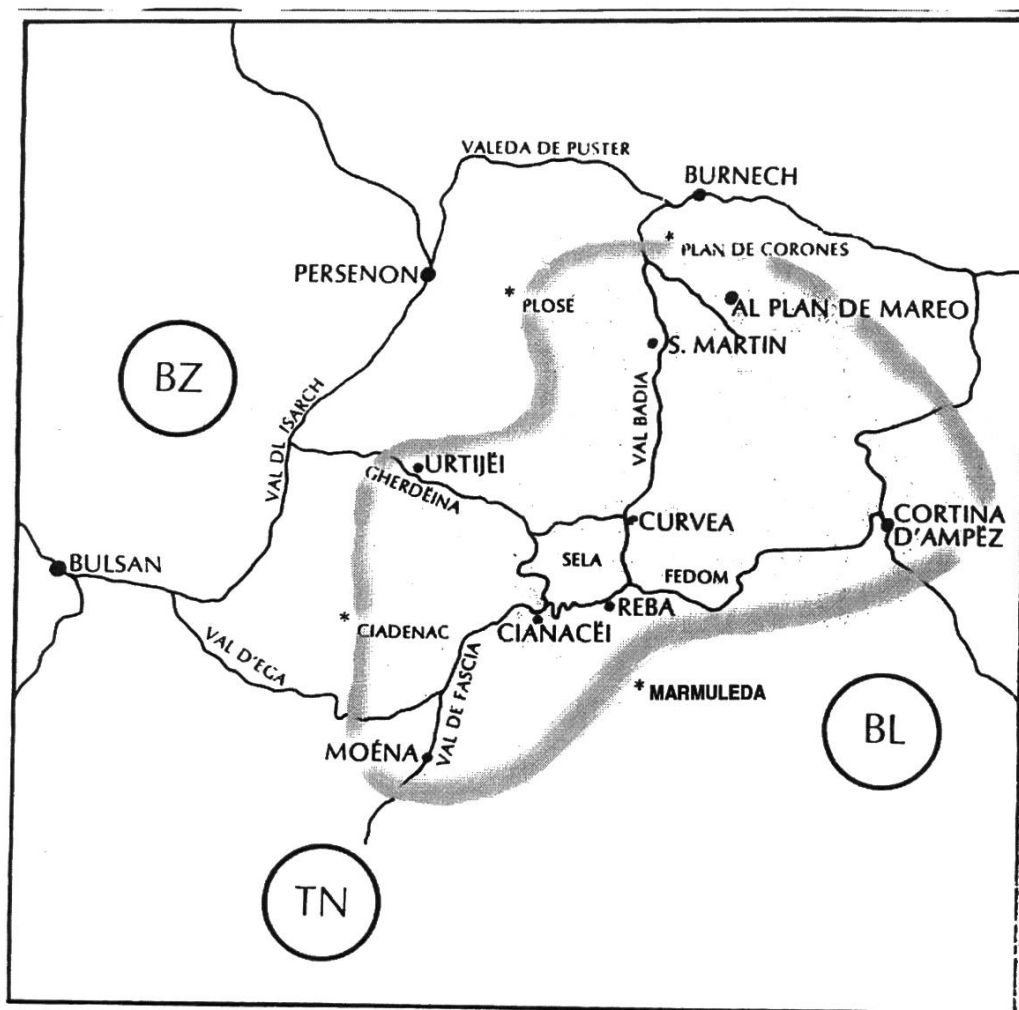 VALEDA DE PUSTER
BURNECH
* PLAN DE CORONES
PERSENON
* PLOSE
AL PLAN DE MAREO
S. MARTIN
BZ
VAL DL ISARCH
VAL BADIA
URTIJËI
GHERDËINA
CURVEA
CORTINA
D'AMPËZ
SELA
BULSAN
FEDOM
REBA
* CIADENAC
CIANACËI
VAL D'EGA
VAL DE FASCIA
* MARMULEDA
BL
MOÉNA
TN